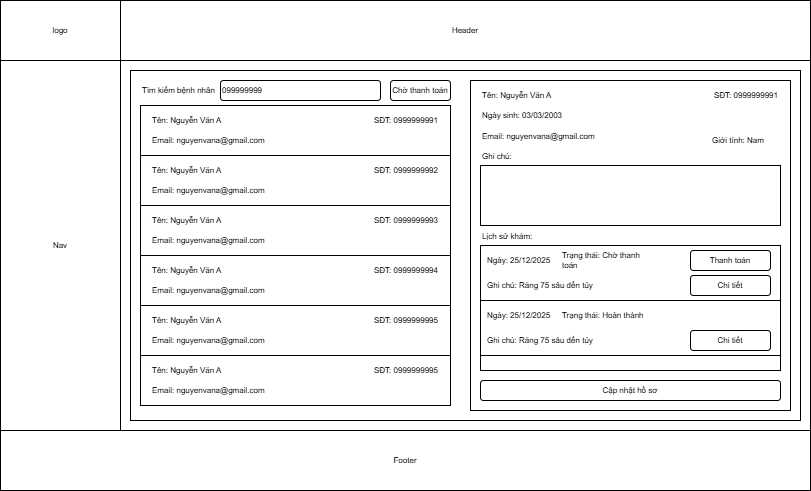 logo
Header
Nav
Tìm kiếm bệnh nhân
099999999
Chờ thanh toán
Tên: Nguyễn Văn A
SĐT: 0999999991
Email: nguyenvana@gmail.com
Tên: Nguyễn Văn A
SĐT: 0999999992
Email: nguyenvana@gmail.com
Tên: Nguyễn Văn A
SĐT: 0999999993
Email: nguyenvana@gmail.com
Tên: Nguyễn Văn A
SĐT: 0999999994
Email: nguyenvana@gmail.com
Tên: Nguyễn Văn A
SĐT: 0999999995
Email: nguyenvana@gmail.com
Tên: Nguyễn Văn A
SĐT: 0999999995
Email: nguyenvana@gmail.com
Tên: Nguyễn Văn A
SĐT: 0999999991
Ngày sinh: 03/03/2003
Email: nguyenvana@gmail.com
Giới tính: Nam
Ghi chú:
Lịch sử khám:
Ngày: 25/12/2025
Trạng thái: Chờ thanh
toán
Thanh toán
Ghi chú: Răng 75 sâu đến tủy
Chi tiết
Ngày: 25/12/2025
Trạng thái: Hoàn thành
Ghi chú: Răng 75 sâu đến tủy
Chi tiết
Cập nhật hồ sơ
Footer